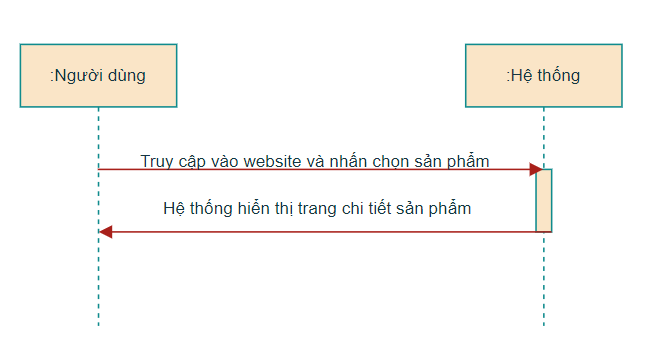 :Người dùng
:Hệ thống
Truy cập vào website và nhấn chọn sản phẩm
Hệ thống hiển thị trang chi tiết sản phẩm